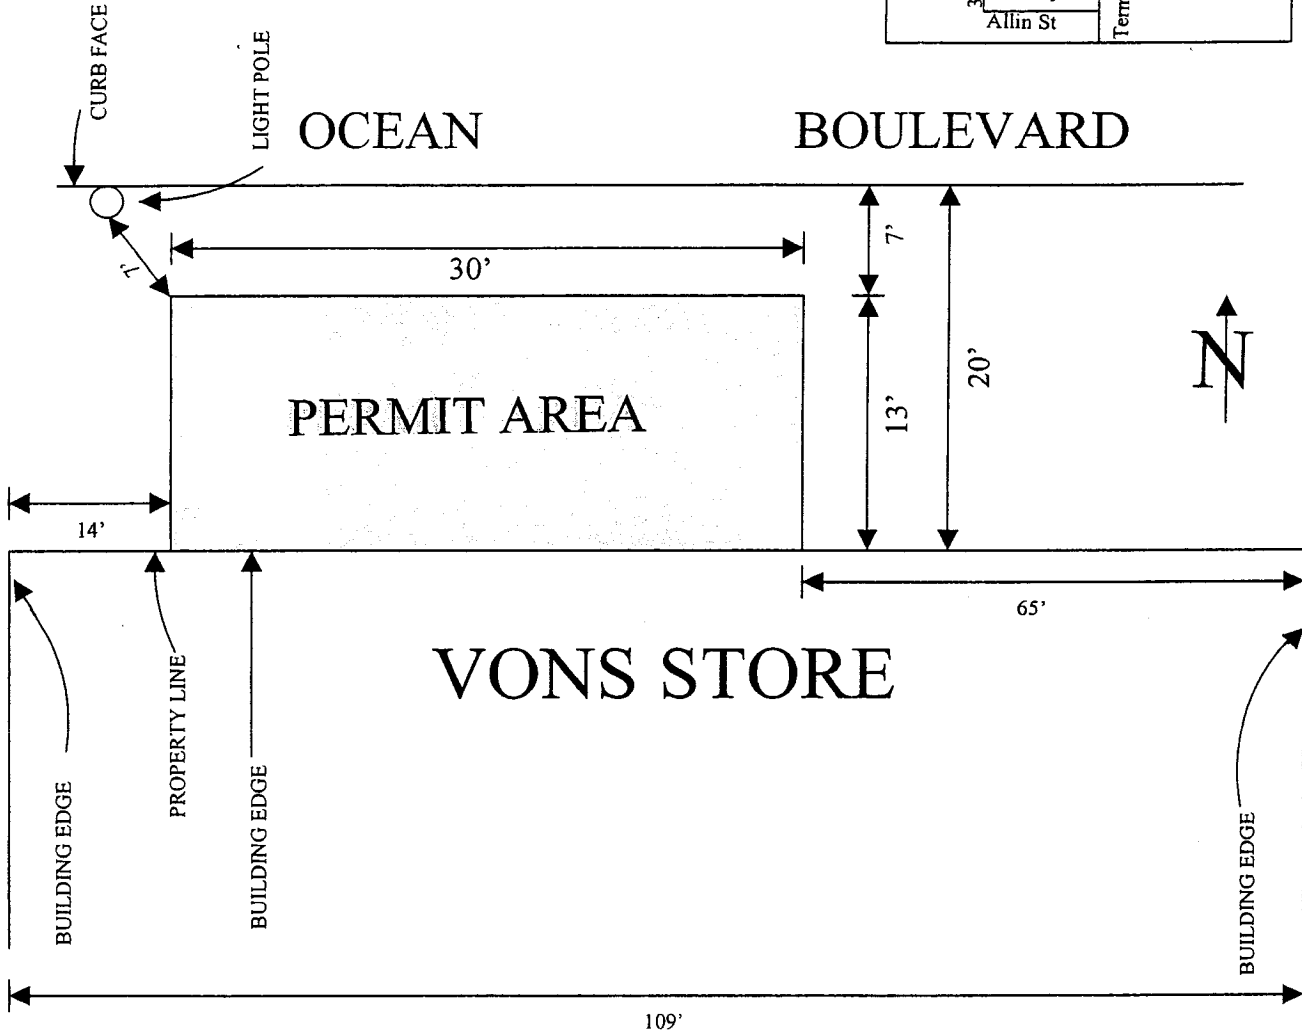 Allin St
CURB FACE
LIGHT POLE
OCEAN BOULEVARD
7'
30'
7'
13'
20'
N
PERMIT AREA
14'
65'
VONS STORE
BUILDING EDGE
PROPERTY LINE
BUILDING EDGE
BUILDING EDGE
109'